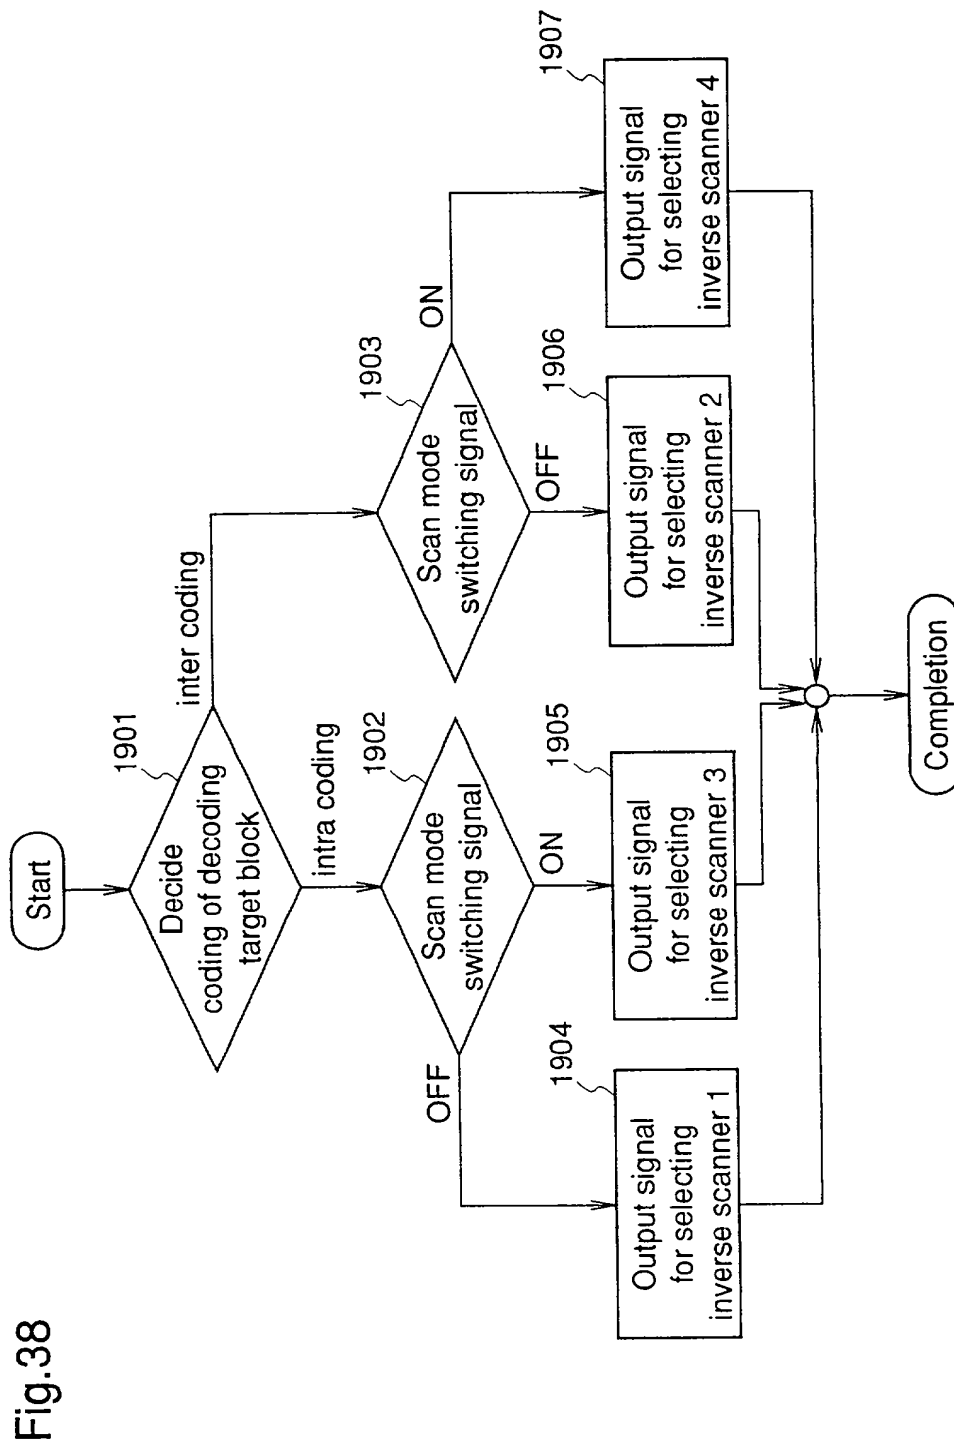 Fig.38
Start
1901
Decide
coding of decoding
target block
inter coding
intra coding
1902
Scan mode
switching signal
OFF
ON
1903
Scan mode
switching signal
OFF
ON
1904
Output signal
for selecting
inverse scanner 1
1905
Output signal
for selecting
inverse scanner 3
1906
Output signal
for selecting
inverse scanner 2
1907
Output signal
for selecting
inverse scanner 4
Completion